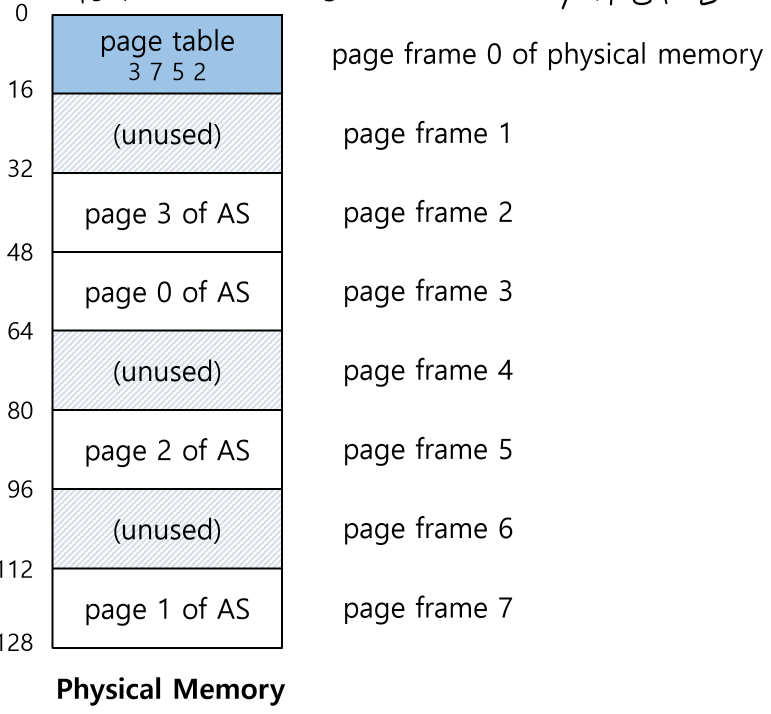 0
page table
3 7 5 2
page frame 0 of physical memory
16
(unused)
page frame 1
32
page 3 of AS
page frame 2
48
page 0 of AS
page frame 3
64
(unused)
page frame 4
80
page 2 of AS
page frame 5
96
(unused)
page frame 6
112
page 1 of AS
page frame 7
128
Physical Memory